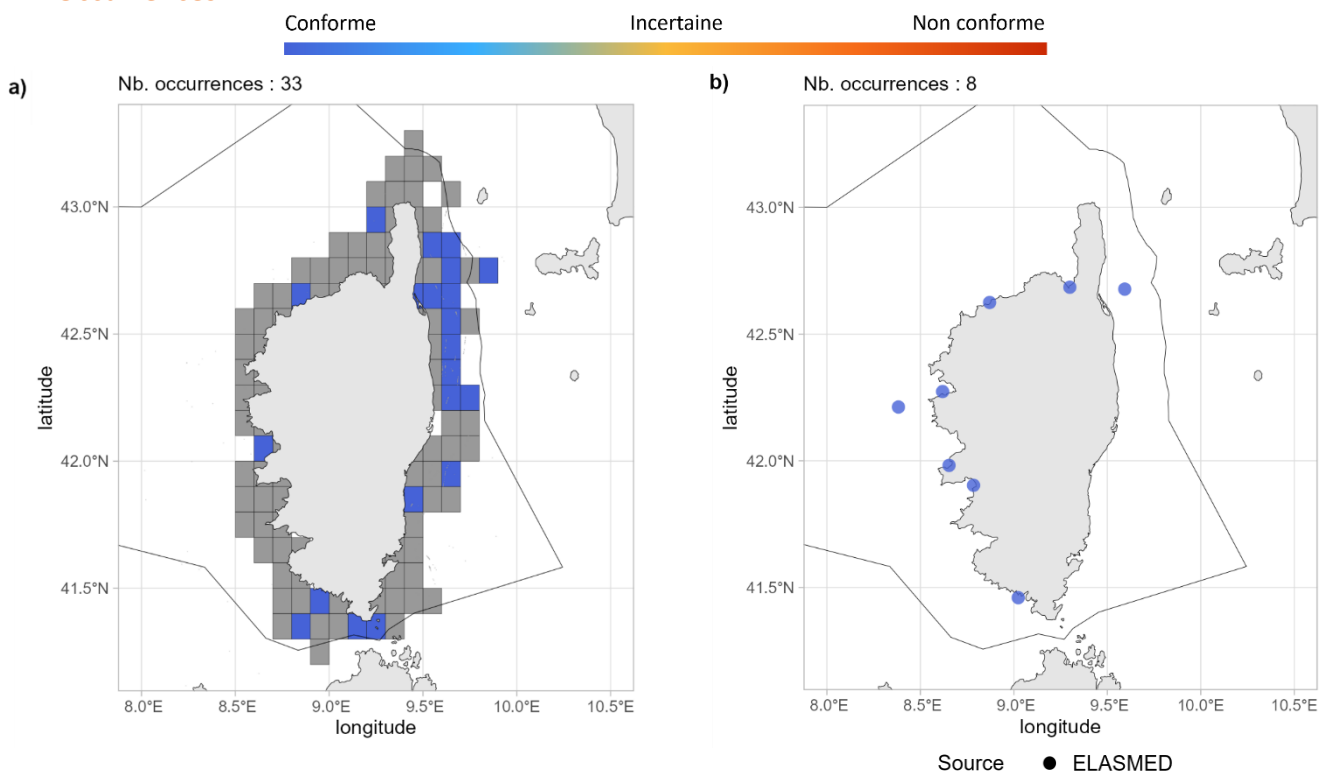 Conforme Incertaine Non conforme
a) Nb. occurrences : 33
b) Nb. occurrences : 8
43.0°N
42.5°N
42.0°N
41.5°N
latitude
8.0°E 8.5°E 9.0°E 9.5°E 10.0°E 10.5°E
longitude
43.0°N
42.5°N
42.0°N
41.5°N
latitude
8.0°E 8.5°E 9.0°E 9.5°E 10.0°E 10.5°E
longitude
Source ELASMED